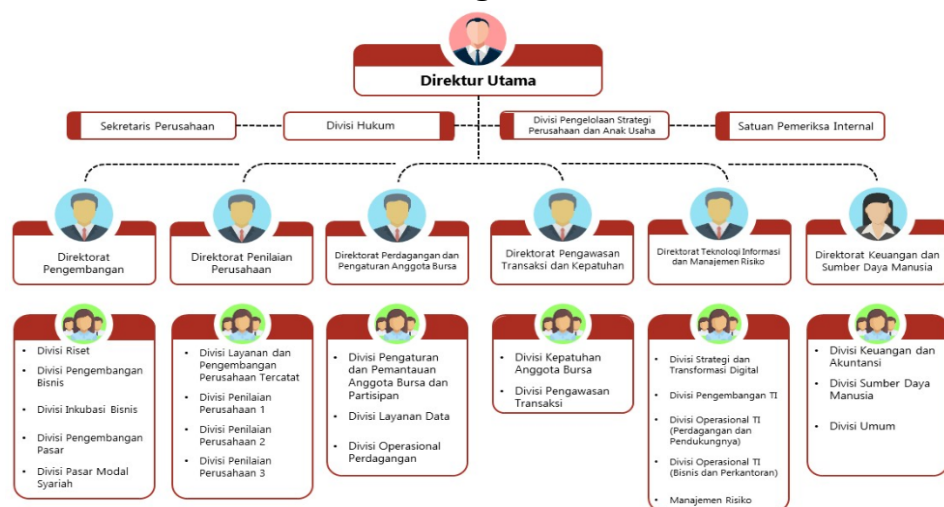 Direktur Utama
Sekretaris Perusahaan
Divisi Hukum
Divisi Pengelolaan Strategi
Perusahaan dan Anak Usaha
Satuan Pemeriksa Internal
Direktorat
Pengembangan
Direktorat Penilaian
Perusahaan
Direktorat Perdagangan dan
Pengaturan Anggota Bursa
Direktorat Pengawasan
Transaksi dan Kepatuhan
Direktorat Teknologi Informasi
dan Manajemen Risiko
Direktorat Keuangan dan
Sumber Daya Manusia
• Divisi Riset
• Divisi Pengembangan
Bisnis
• Divisi Inkubasi Bisnis
• Divisi Pengembangan
Pasar
• Divisi Pasar Modal
Syariah
• Divisi Layanan dan
Pengembangan
Perusahaan Tercatat
• Divisi Penilaian
Perusahaan 1
• Divisi Penilaian
Perusahaan 2
• Divisi Penilaian
Perusahaan 3
• Divisi Pengaturan
dan Pemantauan
Anggota Bursa dan
Partisipan
• Divisi Layanan Data
• Divisi Operasional
Perdagangan
• Divisi Kepatuhan
Anggota Bursa
• Divisi Pengawasan
Transaksi
• Divisi Strategi dan
Transformasi Digital
• Divisi Pengembangan TI
• Divisi Operasional TI
(Perdagangan dan
Pendukungnya)
• Divisi Operasional TI
(Bisnis dan Perkantoran)
• Manajemen Risiko
• Divisi Keuangan dan
Akuntansi
• Divisi Sumber Daya
Manusia
• Divisi Umum